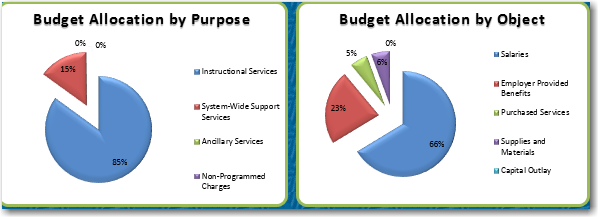 Budget Allocation by Purpose
0%
0%
15%
85%
Instructional Services
System-Wide Support
Services
Ancillary Services
Non-Programmed
Charges
Budget Allocation by Object
0%
5%
6%
23%
66%
Salaries
Employer Provided
Benefits
Purchased Services
Supplies and
Materials
Capital Outlay